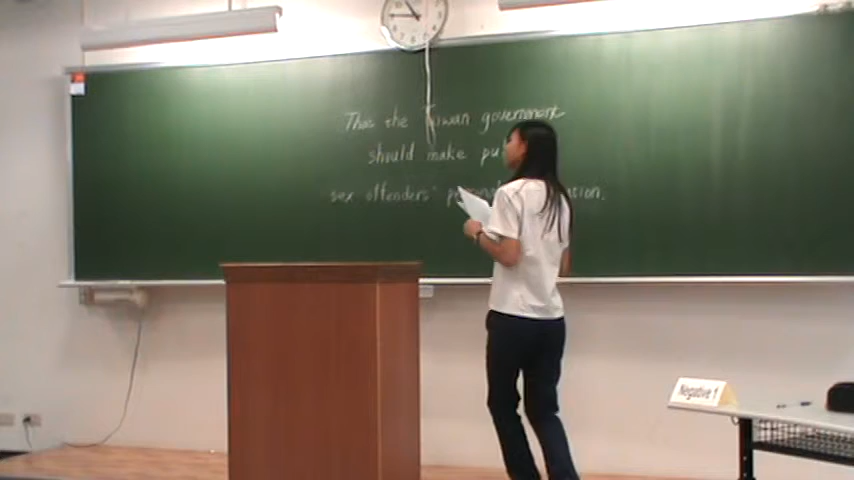 That the Taiwan government
should make
sex offenders'
Negative 1